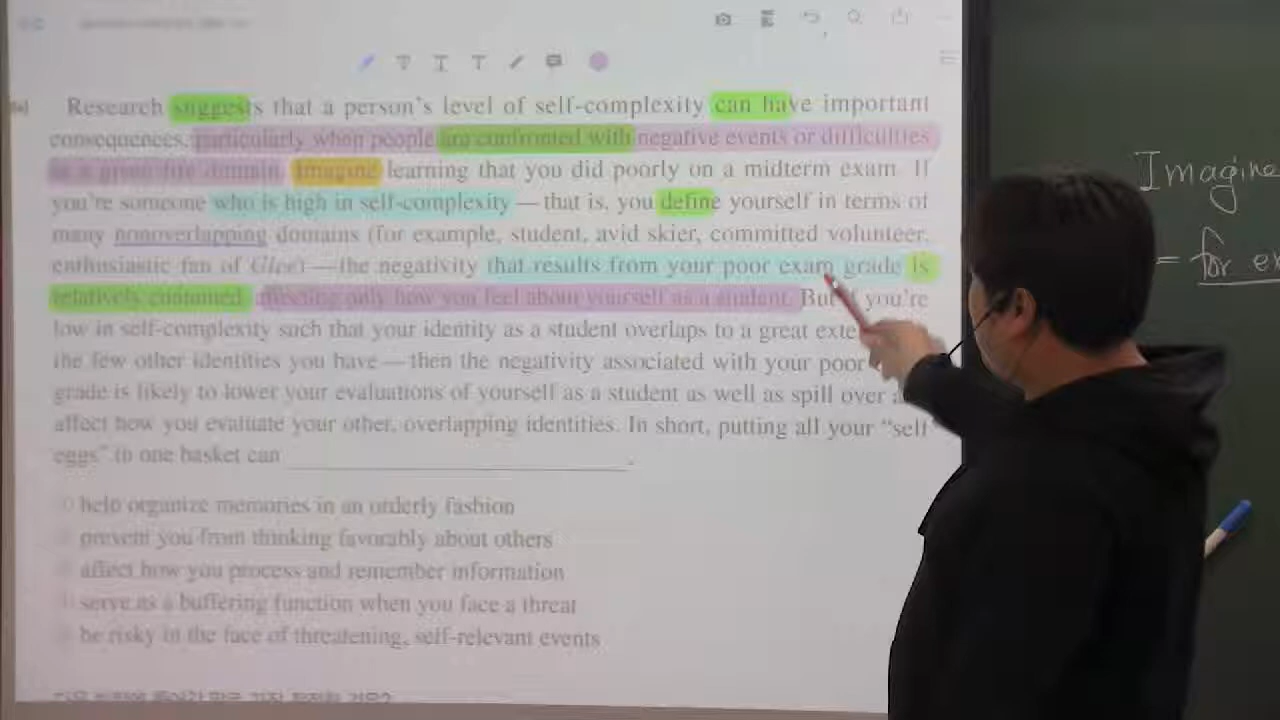 Research suggests that a person's level of self-complexity can have important
consequences, particularly when people are confronted with negative events or difficulties
in a given life domain. Imagine learning that you did poorly on a midterm exam. If
you're someone who is high in self-complexity — that is, you define yourself in terms of
many nonoverlapping domains (for example, student, avid skier, committed volunteer,
enthusiastic fan of Glee) — the negativity that results from your poor exam grade is
relatively contained, affecting only how you feel about yourself as a student. But if you're
low in self-complexity such that your identity as a student overlaps to a great
the few other identities you have — then the negativity associated with your poor
grade is likely to lower your evaluations of yourself as a student as well as spill over
affect how you evaluate your other, overlapping identities. In short, putting all your "self
eggs" in one basket can ____________.
help organize memories in an orderly fashion
prevent you from thinking favorably about others
affect how you process and remember information
serve as a buffering function when you face a threat
be risky in the face of threatening, self-relevant events
Imagine
= for